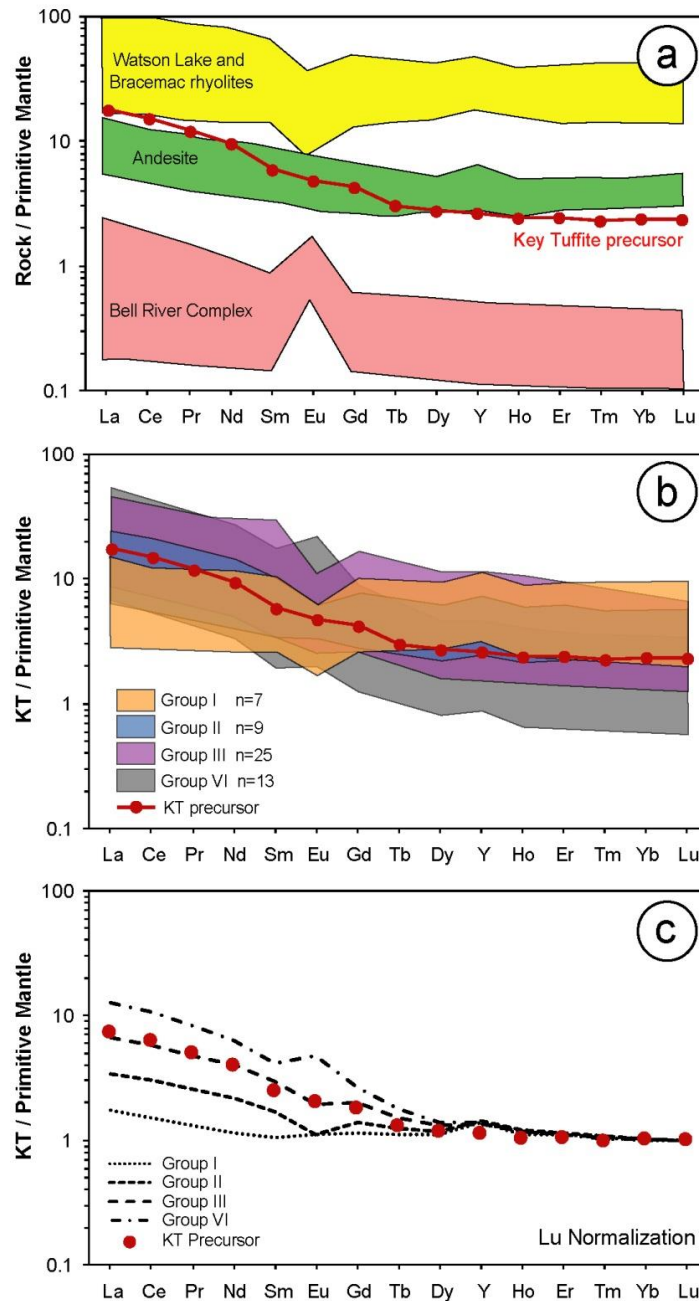 a
100
10
1
0.1
Rock / Primitive Mantle
Watson Lake and
Bracemac rhyolites
Andesite
Key Tuffite precursor
Bell River Complex
La Ce Pr Nd Sm Eu Gd Tb Dy Y Ho Er Tm Yb Lu
b
100
10
1
0.1
KT / Primitive Mantle
Group I n=7
Group II n=9
Group III n=25
Group VI n=13
KT precursor
La Ce Pr Nd Sm Eu Gd Tb Dy Y Ho Er Tm Yb Lu
c
100
10
1
0.1
KT / Primitive Mantle
Group I
Group II
Group III
Group VI
KT Precursor
Lu Normalization
La Ce Pr Nd Sm Eu Gd Tb Dy Y Ho Er Tm Yb Lu